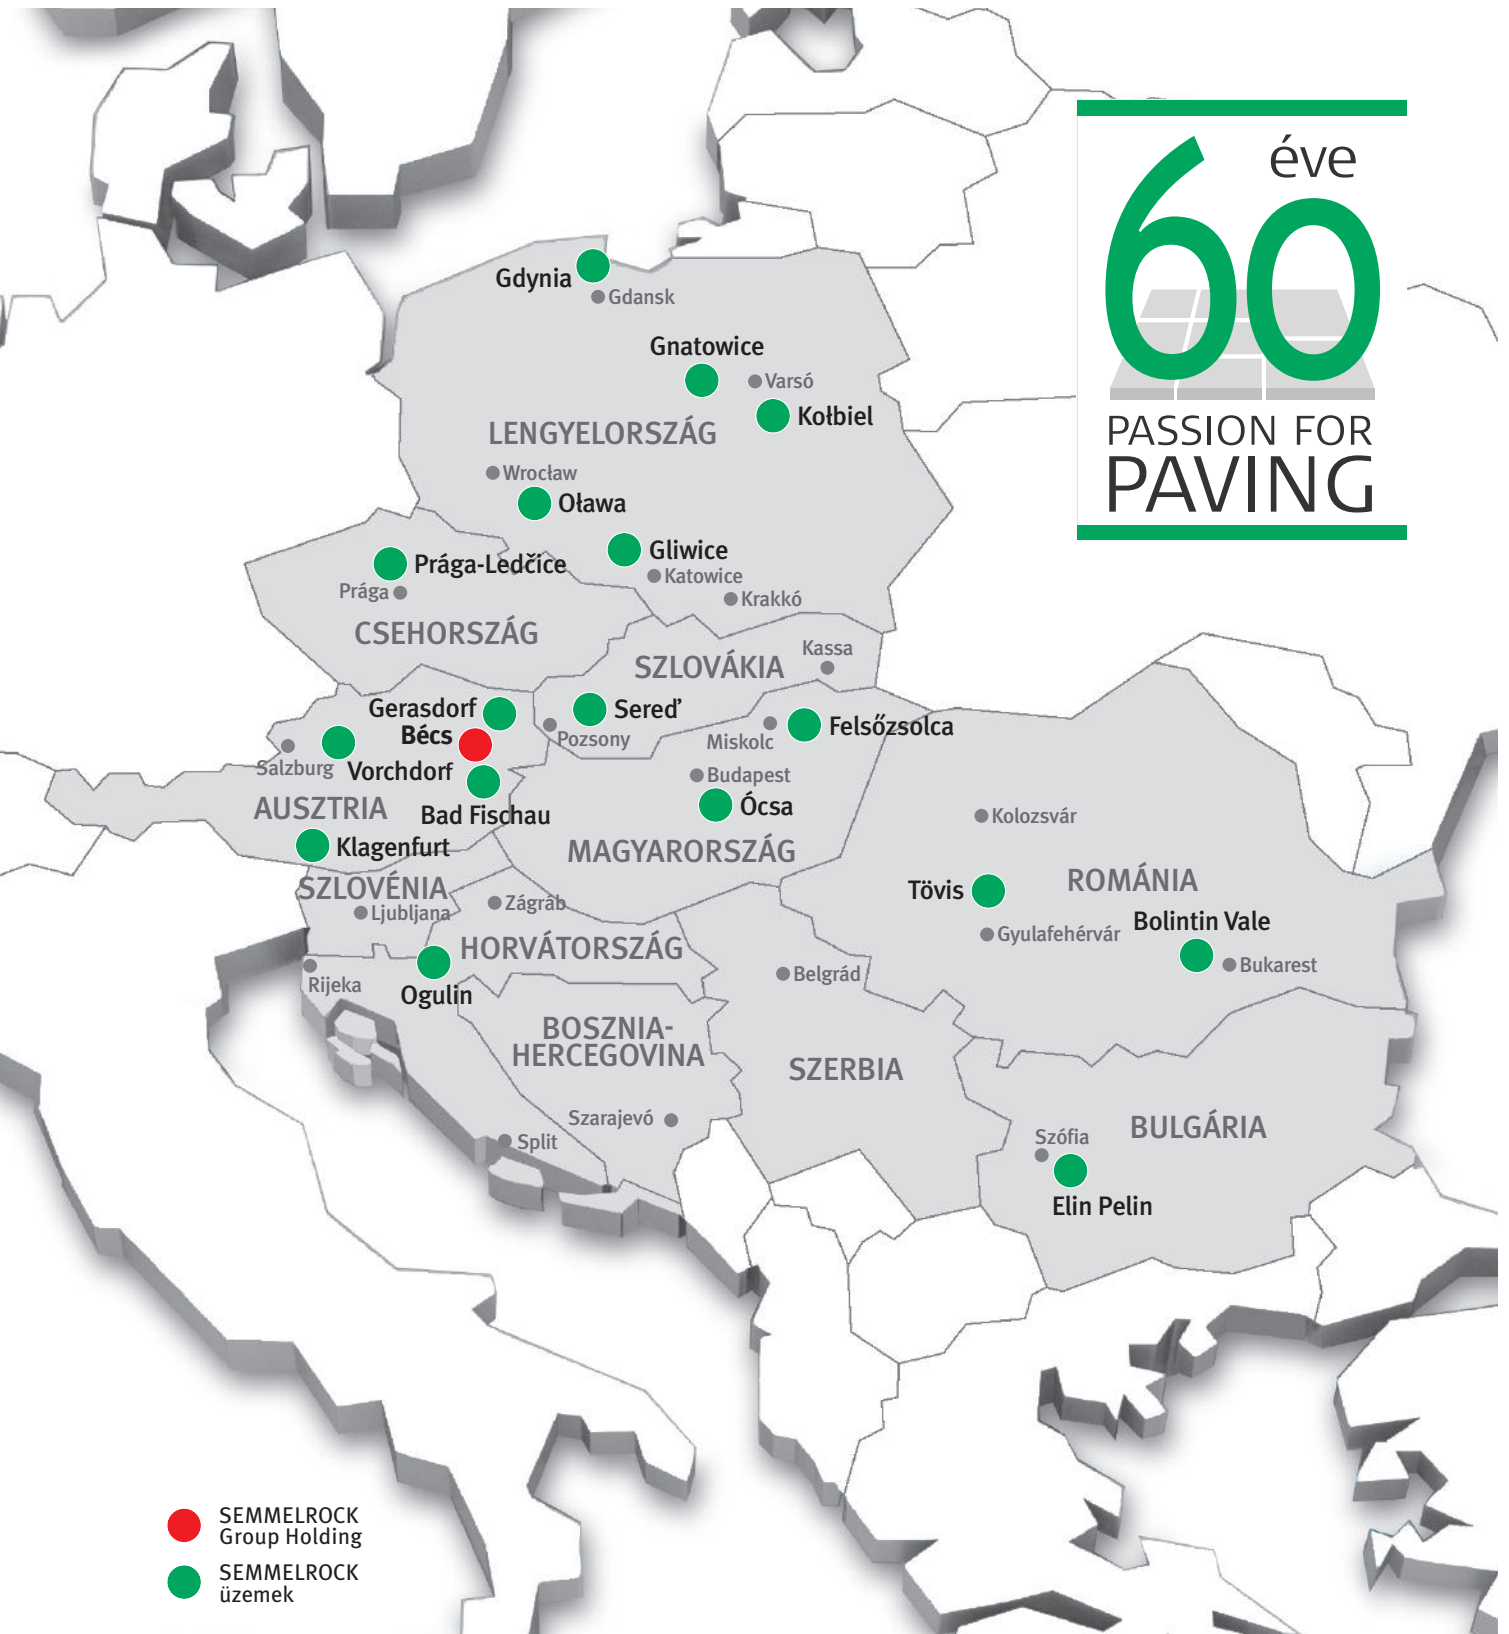 60
éve
PASSION FOR
PAVING
Gdynia
Gdansk
Gnatowice
Varsó
Kołbiel
LENGYELORSZÁG
Wrocław
Oława
Gliwice
Katowice
Krakkó
Prága-Ledčice
Prága
CSEHORSZÁG
SZLOVÁKIA
Kassa
Sereď
Pozsony
Gerasdorf
Bécs
Salzburg
Vorchdorf
AUSZTRIA
Bad Fischau
Klagenfurt
Miskolc
Felsőzsolca
Budapest
Ócsa
MAGYARORSZÁG
Kolozsvár
ROMÁNIA
Tövis
Gyulafehérvár
Bolintin Vale
Bukarest
SZLOVÉNIA
Ljubljana
Zágráb
HORVÁTORSZÁG
Rijeka
Ogulin
Belgrád
BOSZNIA-
HERCEGOVINA
SZERBIA
Szarajevó
Split
BULGÁRIA
Szófia
Elin Pelin
SEMMELROCK
Group Holding
SEMMELROCK
üzemek